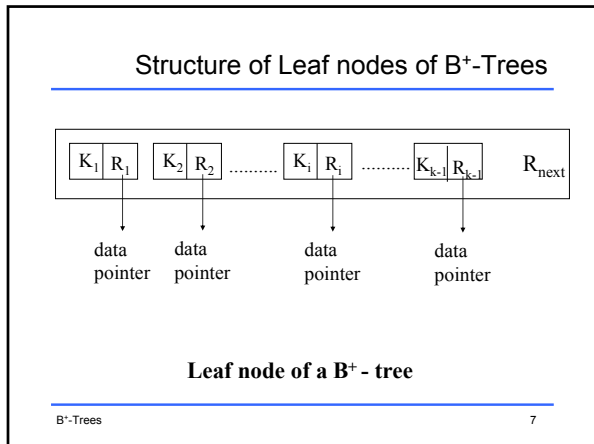 Structure of Leaf nodes of B⁺-Trees
K₁ R₁ K₂ R₂ .......... Kᵢ Rᵢ .......... Kₖ₋₁ Rₖ₋₁ Rₙₑₓₜ
data data data data
pointer pointer pointer pointer
Leaf node of a B⁺ - tree
B⁺-Trees 7